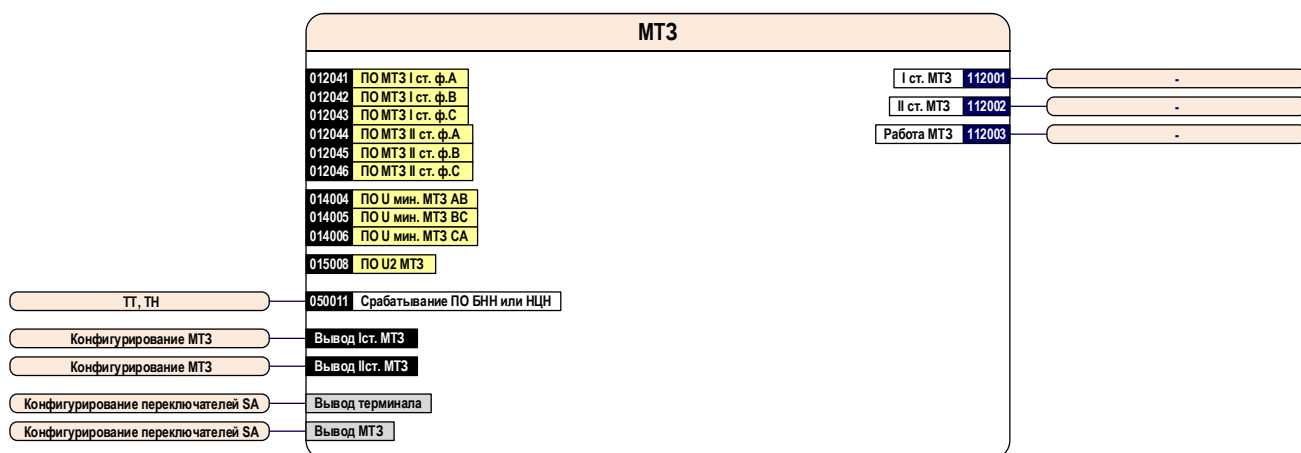 МТЗ
012041 ПО МТЗ I ст. ф.А
012042 ПО МТЗ I ст. ф.В
012043 ПО МТЗ I ст. ф.С
012044 ПО МТЗ II ст. ф.А
012045 ПО МТЗ II ст. ф.В
012046 ПО МТЗ II ст. ф.С
014004 ПО U мин. МТЗ АВ
014005 ПО U мин. МТЗ ВС
014006 ПО U мин. МТЗ СА
015008 ПО U2 МТЗ
ТТ, ТН 050011 Срабатывание ПО БНН или НЦН
Конфигурирование МТЗ Вывод Iст. МТЗ
Конфигурирование МТЗ Вывод IIст. МТЗ
Конфигурирование переключателей SA Вывод терминала
Конфигурирование переключателей SA Вывод МТЗ
I ст. МТЗ 112001 -
II ст. МТЗ 112002 -
Работа МТЗ 112003 -